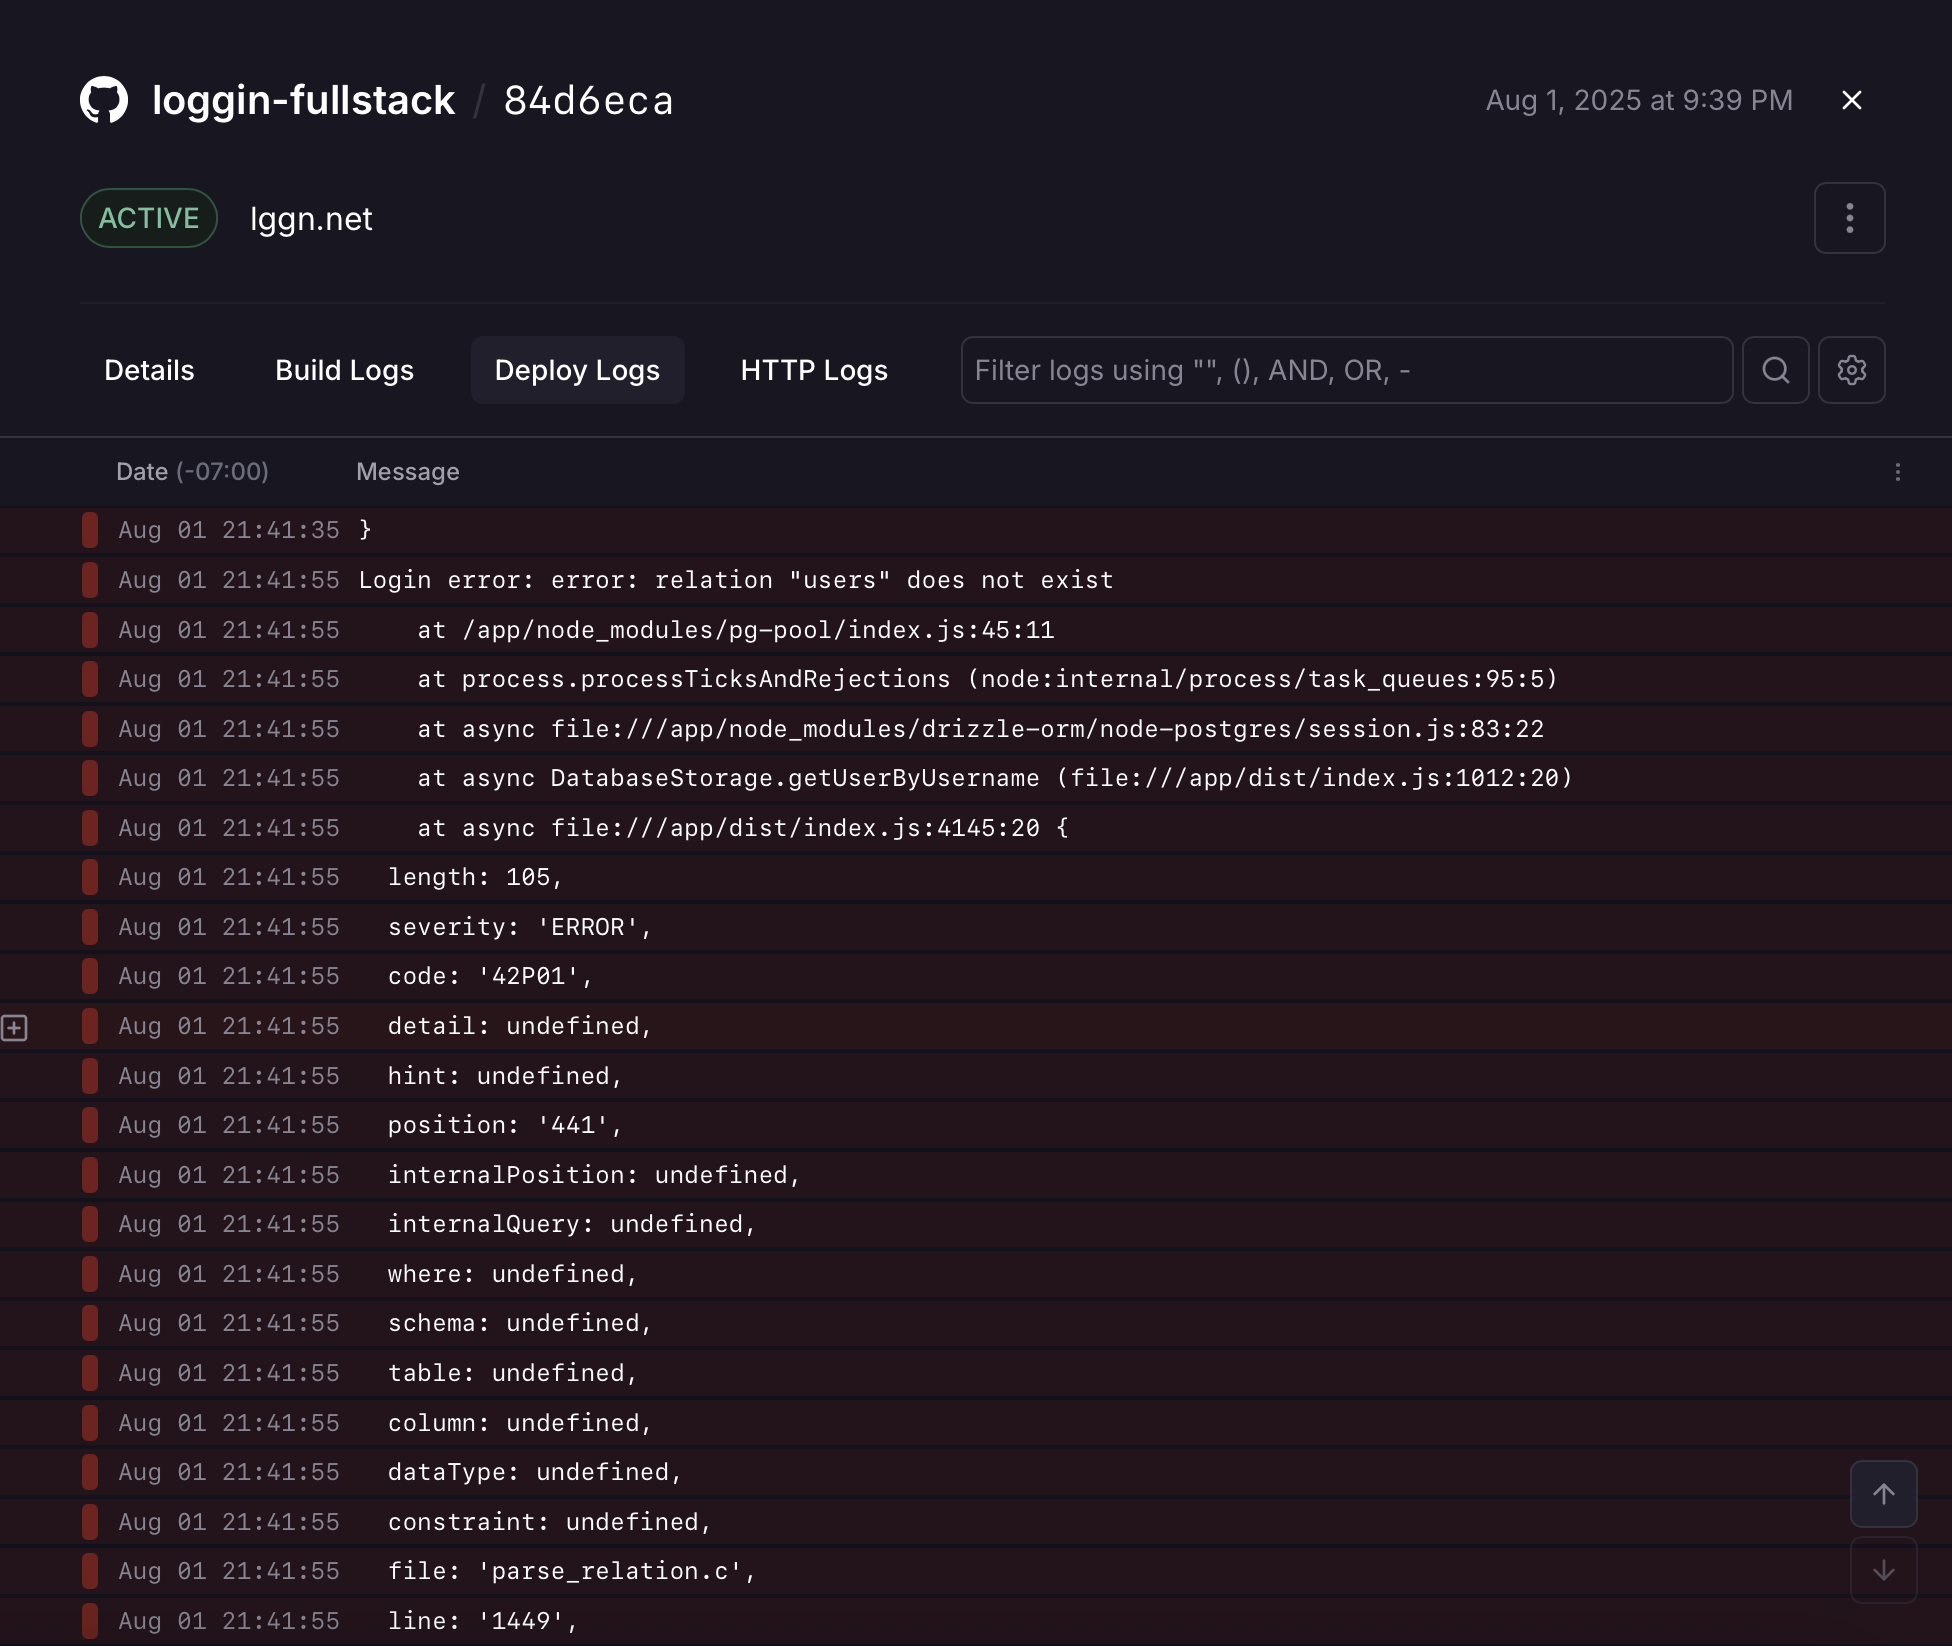 loggin-fullstack / 84d6eca
Aug 1, 2025 at 9:39 PM
ACTIVE lggn.net
Details Build Logs Deploy Logs HTTP Logs Filter logs using "", (), AND, OR, -
Date (-07:00) Message
Aug 01 21:41:35 }
Aug 01 21:41:55 Login error: error: relation "users" does not exist
Aug 01 21:41:55 at /app/node_modules/pg-pool/index.js:45:11
Aug 01 21:41:55 at process.processTicksAndRejections (node:internal/process/task_queues:95:5)
Aug 01 21:41:55 at async file:///app/node_modules/drizzle-orm/node-postgres/session.js:83:22
Aug 01 21:41:55 at async DatabaseStorage.getUserByUsername (file:///app/dist/index.js:1012:20)
Aug 01 21:41:55 at async file:///app/dist/index.js:4145:20 {
Aug 01 21:41:55 length: 105,
Aug 01 21:41:55 severity: 'ERROR',
Aug 01 21:41:55 code: '42P01',
Aug 01 21:41:55 detail: undefined,
Aug 01 21:41:55 hint: undefined,
Aug 01 21:41:55 position: '441',
Aug 01 21:41:55 internalPosition: undefined,
Aug 01 21:41:55 internalQuery: undefined,
Aug 01 21:41:55 where: undefined,
Aug 01 21:41:55 schema: undefined,
Aug 01 21:41:55 table: undefined,
Aug 01 21:41:55 column: undefined,
Aug 01 21:41:55 dataType: undefined,
Aug 01 21:41:55 constraint: undefined,
Aug 01 21:41:55 file: 'parse_relation.c',
Aug 01 21:41:55 line: '1449',